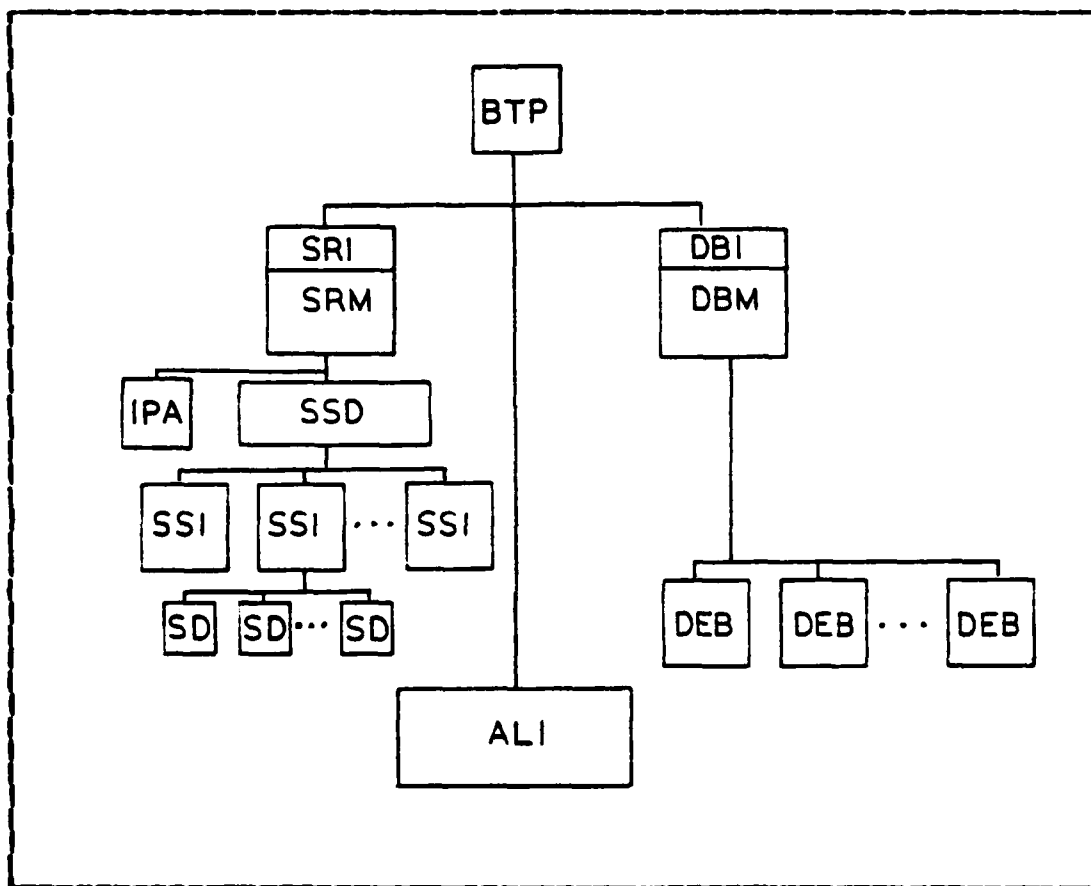 BTP
SRI
SRM
DBI
DBM
IPA
SSD
SSI SSI ... SSI
SD SD ... SD
DEB DEB ... DEB
ALI